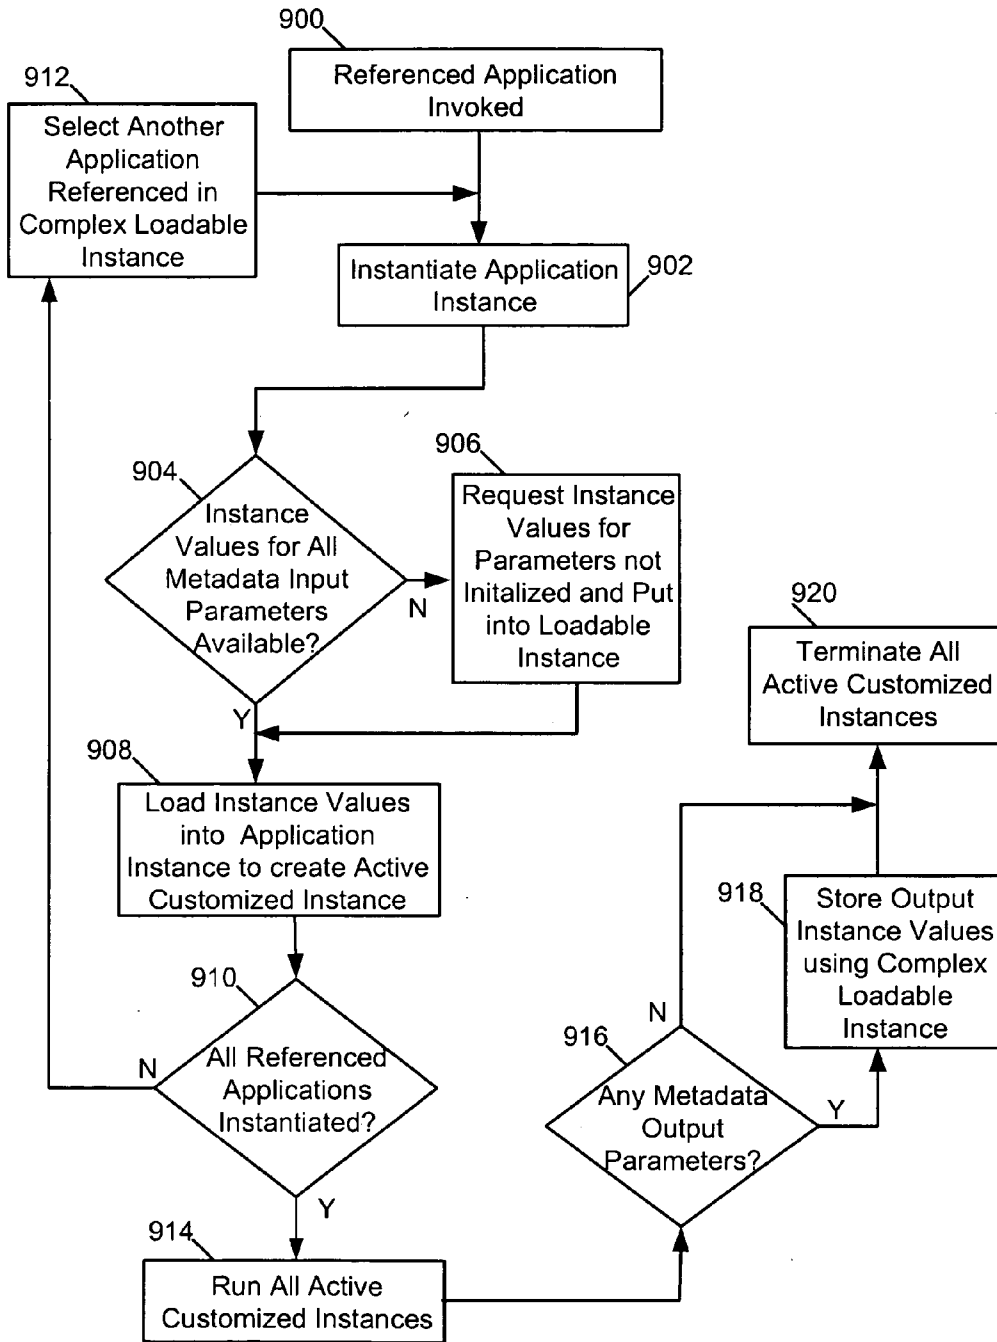 900
Referenced Application
Invoked
912
Select Another
Application
Referenced in
Complex Loadable
Instance
Instantiate Application
Instance
902
904
Instance
Values for All
Metadata Input
Parameters
Available?
N
Y
906
Request Instance
Values for
Parameters not
Initalized and Put
into Loadable
Instance
908
Load Instance Values
into Application
Instance to create Active
Customized Instance
910
All Referenced
Applications
Instantiated?
N
Y
914
Run All Active
Customized Instances
916
Any Metadata
Output
Parameters?
N
Y
918
Store Output
Instance Values
using Complex
Loadable
Instance
920
Terminate All
Active Customized
Instances